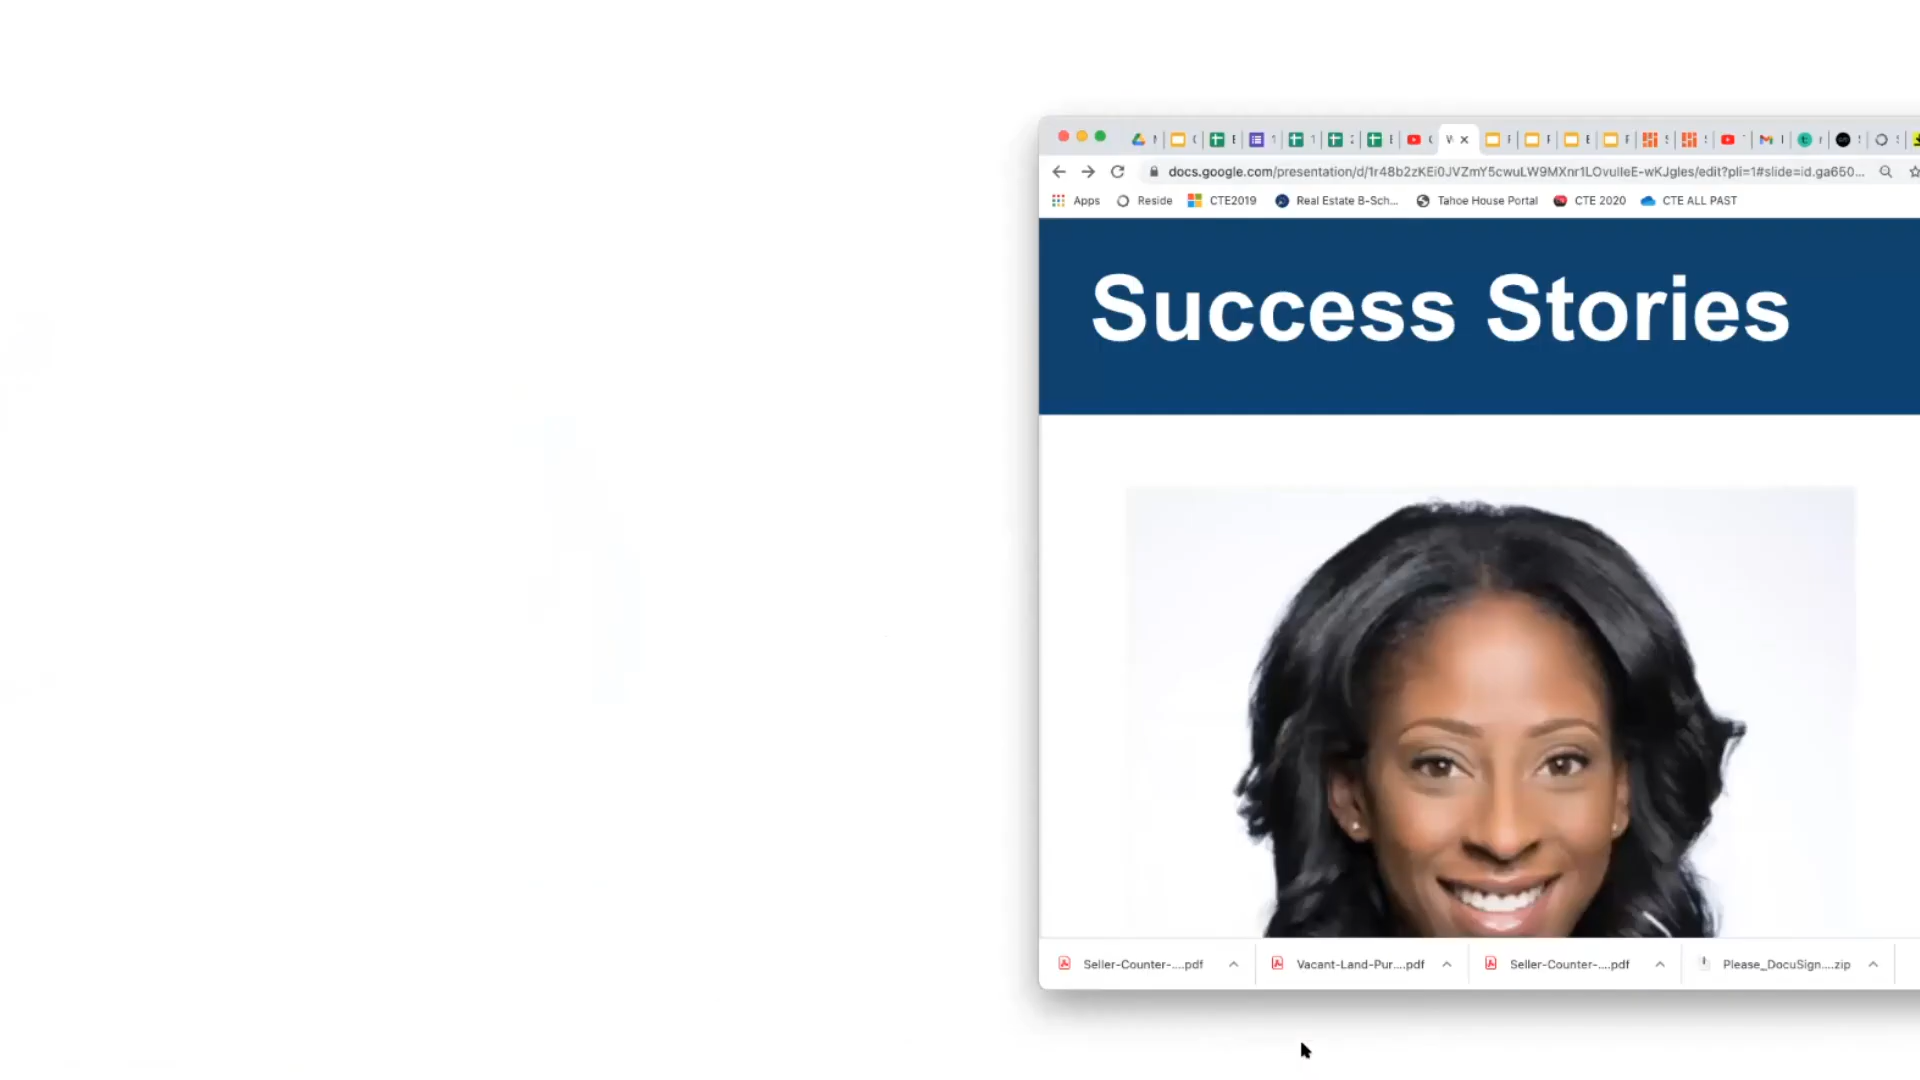 docs.google.com/presentation/d/1r48b2zKEi0JVZmY5cwuLW9MXnr1LOvulleE-wKJgles/edit?pli=1#slide=id.ga650...
Apps Reside CTE2019 Real Estate B-Sch... Tahoe House Portal CTE 2020 CTE ALL PAST
Success Stories
Seller-Counter-....pdf Vacant-Land-Pur....pdf Seller-Counter-....pdf Please_DocuSign....zip